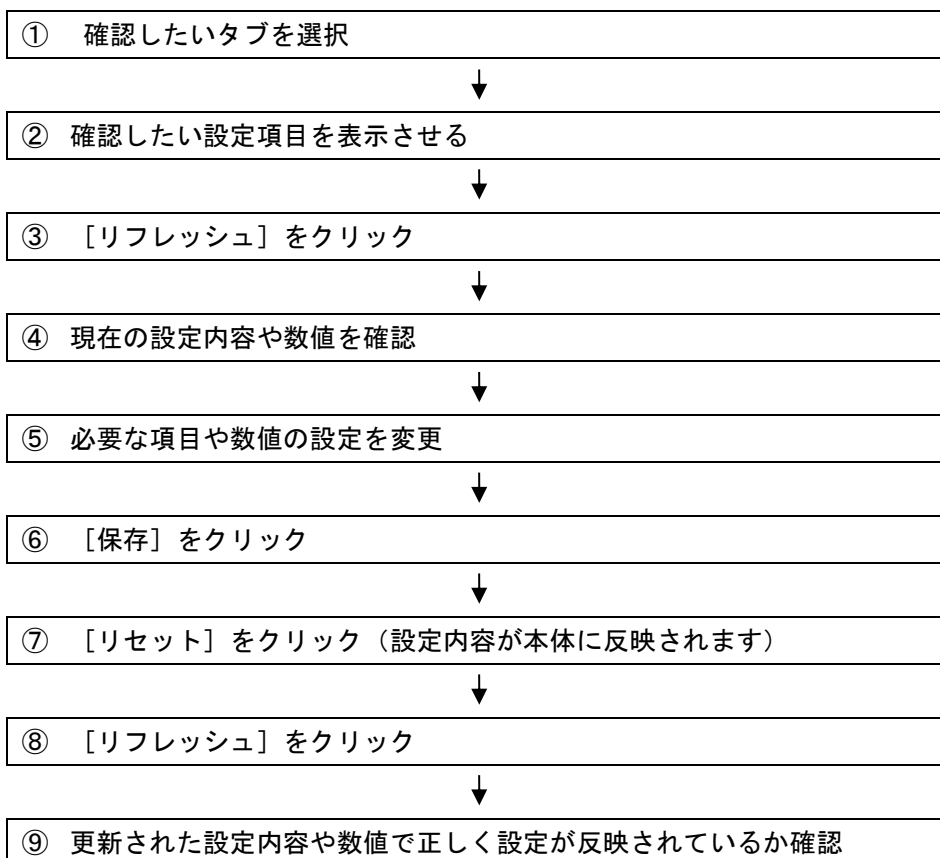 ① 確認したいタブを選択
② 確認したい設定項目を表示させる
③ ［リフレッシュ］をクリック
④ 現在の設定内容や数値を確認
⑤ 必要な項目や数値の設定を変更
⑥ ［保存］をクリック
⑦ ［リセット］をクリック（設定内容が本体に反映されます）
⑧ ［リフレッシュ］をクリック
⑨ 更新された設定内容や数値で正しく設定が反映されているか確認